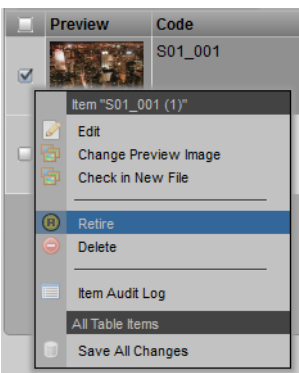 Preview Code
S01_001
Item "S01_001 (1)"
Edit
Change Preview Image
Check in New File
R Retire
Delete
Item Audit Log
All Table Items
Save All Changes